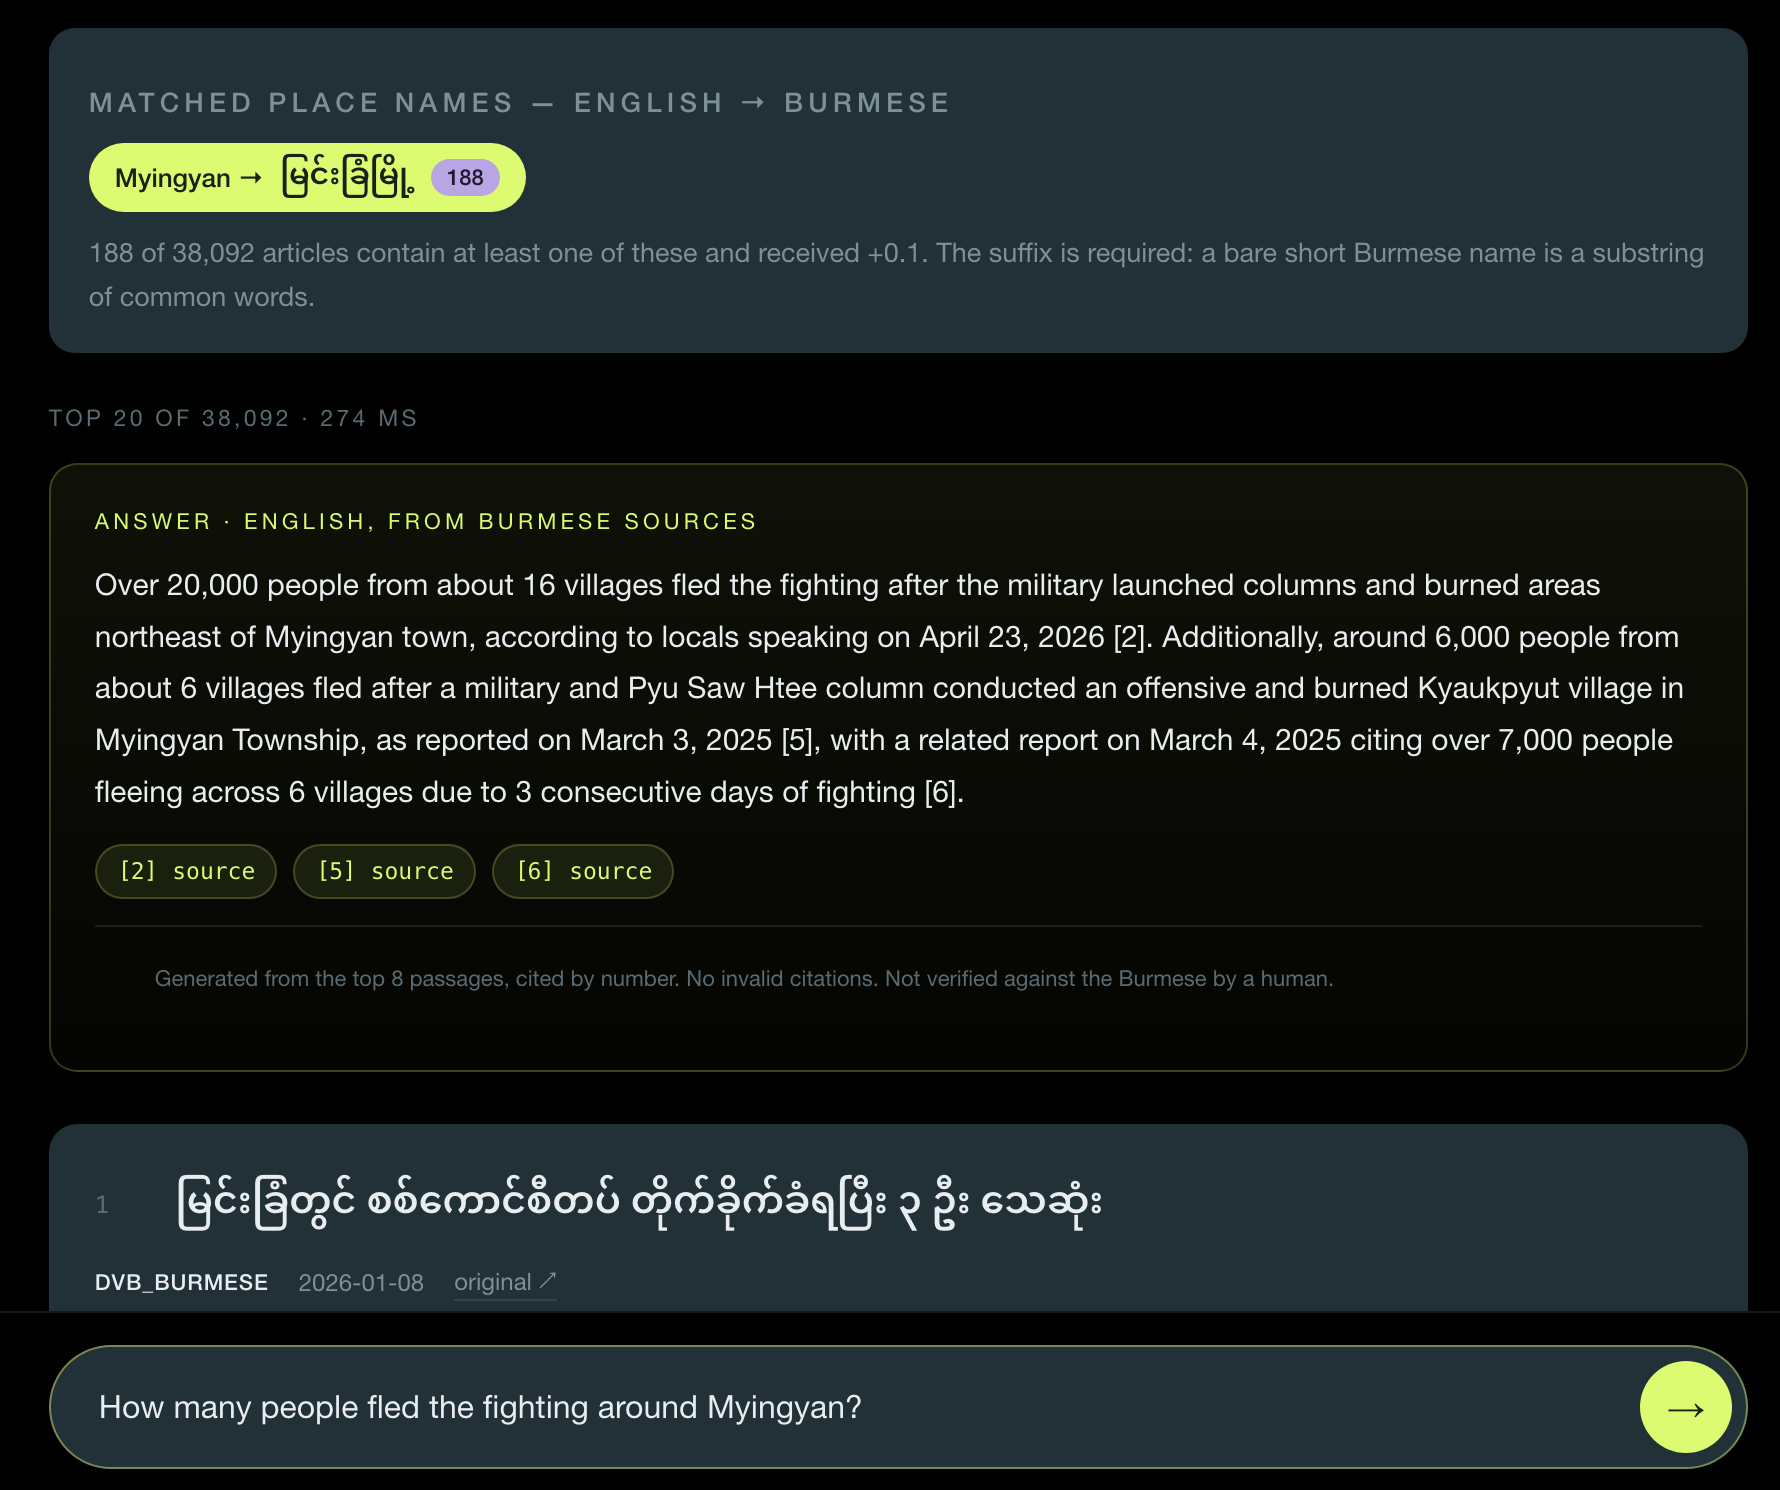 MATCHED PLACE NAMES — ENGLISH → BURMESE
Myingyan → မြင်းခြံမြို့ 188
188 of 38,092 articles contain at least one of these and received +0.1. The suffix is required: a bare short Burmese name is a substring
of common words.
TOP 20 OF 38,092 · 274 MS
ANSWER · ENGLISH, FROM BURMESE SOURCES
Over 20,000 people from about 16 villages fled the fighting after the military launched columns and burned areas
northeast of Myingyan town, according to locals speaking on April 23, 2026 [2]. Additionally, around 6,000 people from
about 6 villages fled after a military and Pyu Saw Htee column conducted an offensive and burned Kyaukpyut village in
Myingyan Township, as reported on March 3, 2025 [5], with a related report on March 4, 2025 citing over 7,000 people
fleeing across 6 villages due to 3 consecutive days of fighting [6].
[2] source [5] source [6] source
Generated from the top 8 passages, cited by number. No invalid citations. Not verified against the Burmese by a human.
1 မြင်းခြံတွင် စစ်ကောင်စီတပ် တိုက်ခိုက်ခံရပြီး ၃ ဦး သေဆုံး
DVB_BURMESE 2026-01-08 original ↗
How many people fled the fighting around Myingyan? →